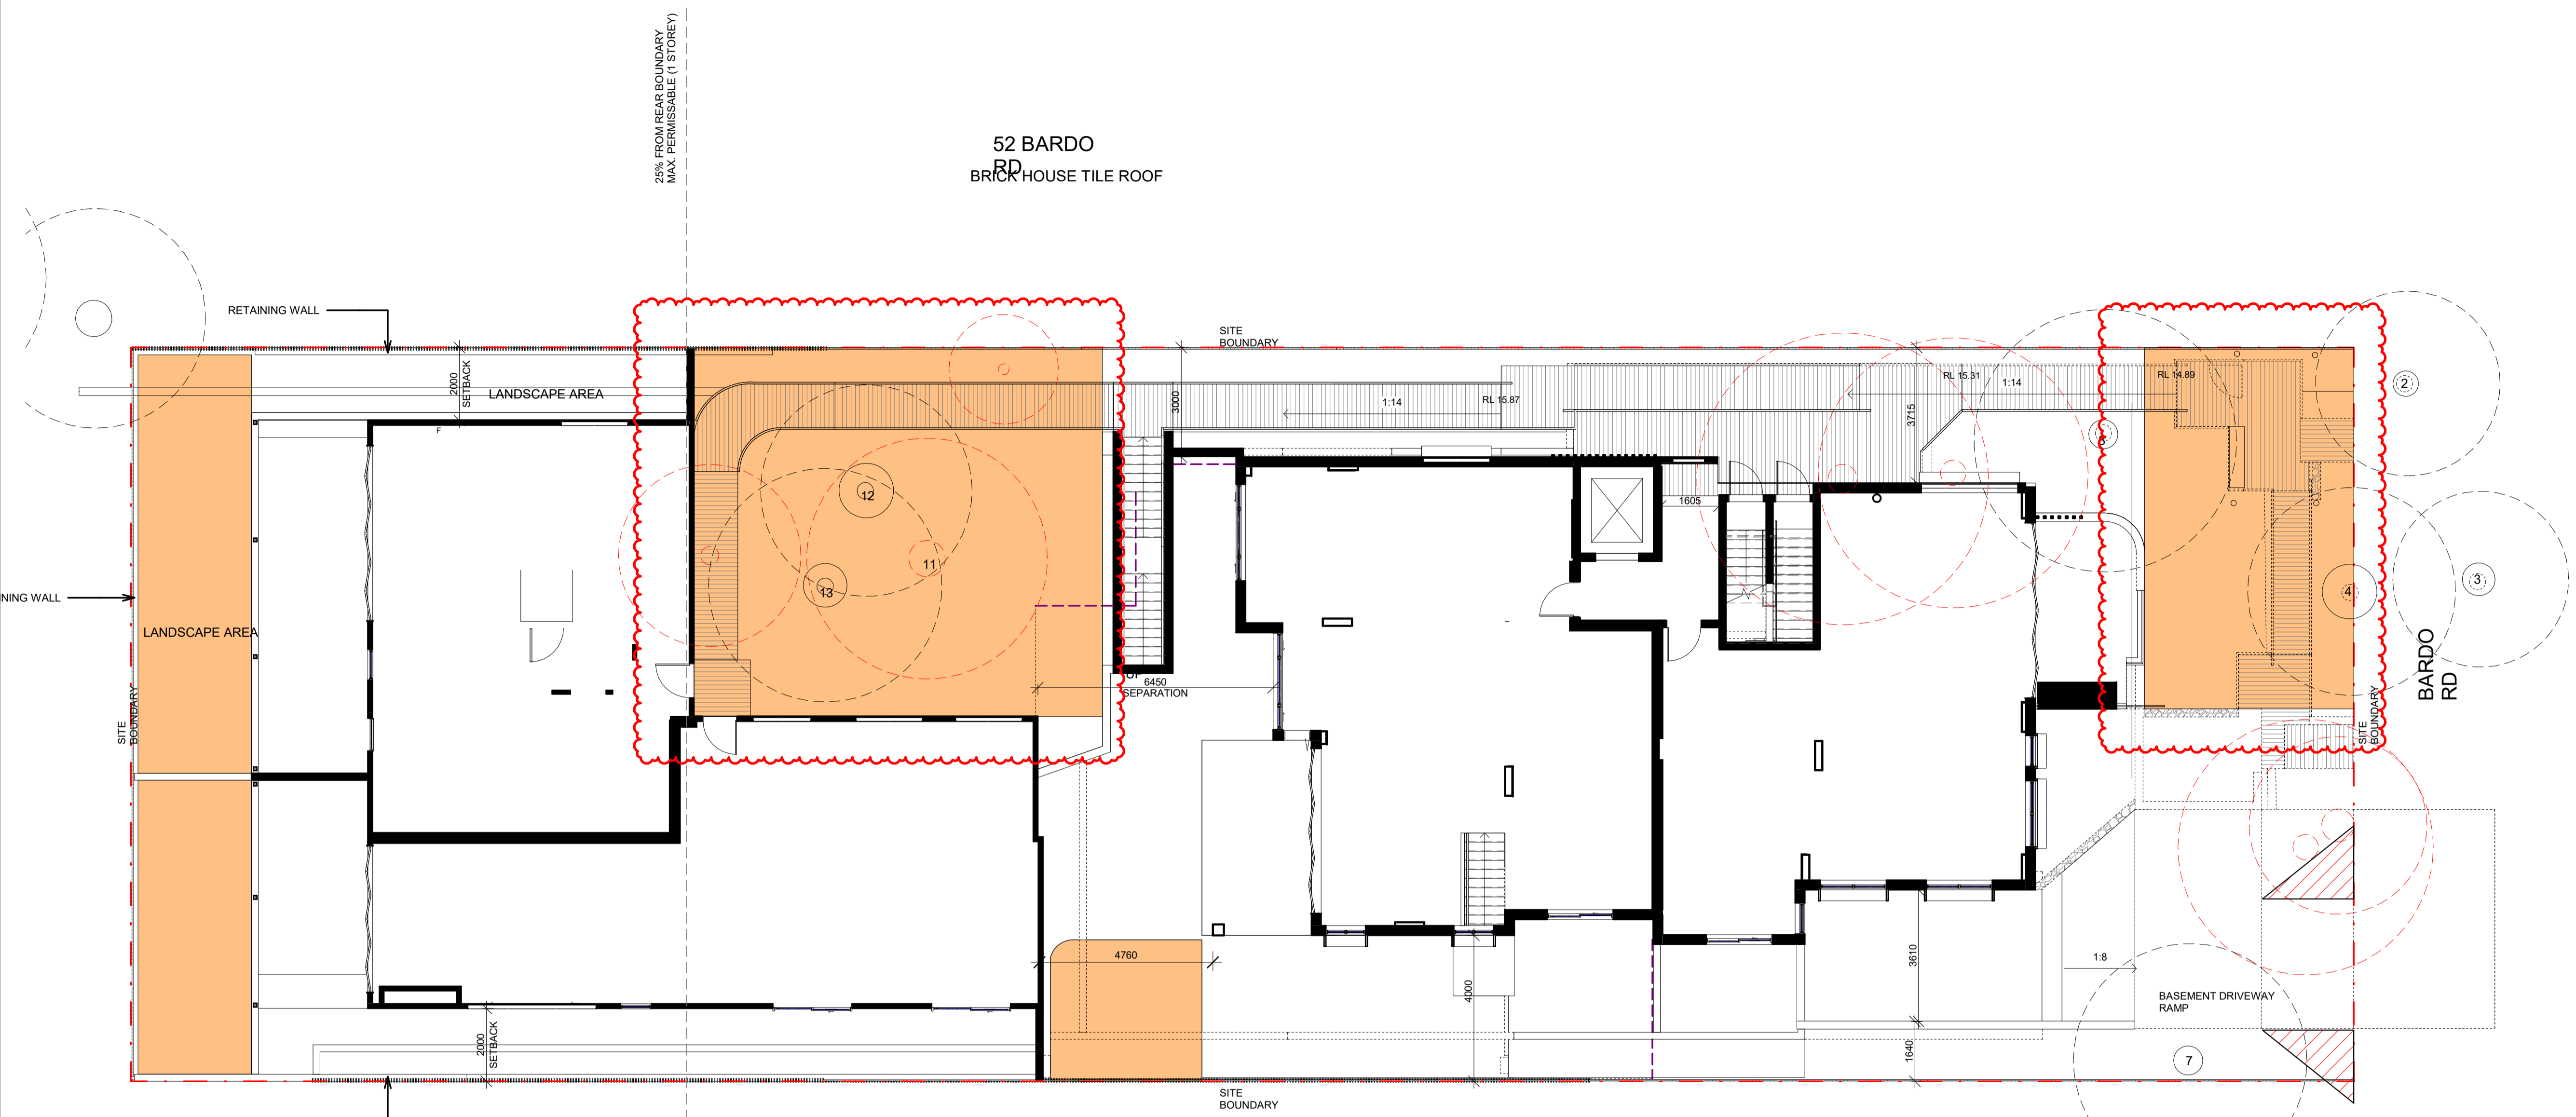 25% FROM REAR BOUNDARY
MAX. PERMISSABLE (1 STOREY)
52 BARDO
RD
BRICK HOUSE TILE ROOF
RETAINING WALL
2000
SETBACK
LANDSCAPE AREA
F
SITE
BOUNDARY
3000
1:14
RL 15.87
3715
RL 15.31
1:14
RL 14.89
2
12
11
13
1605
3
4
NING WALL
LANDSCAPE AREA
SITE
BOUNDARY
UP
6450
SEPARATION
BARDO
RD
SITE
BOUNDARY
4760
4000
3610
1:8
BASEMENT DRIVEWAY
RAMP
2000
SETBACK
1640
7
SITE
BOUNDARY